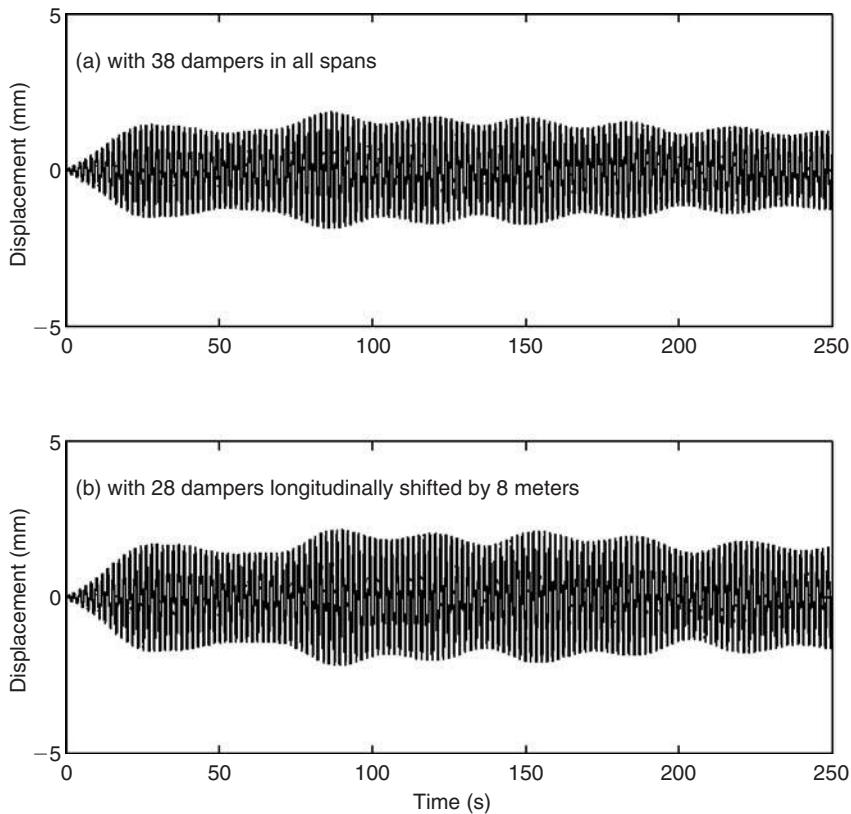 5
(a) with 38 dampers in all spans
Displacement (mm)
0
−5
0 50 100 150 200 250
5
(b) with 28 dampers longitudinally shifted by 8 meters
Displacement (mm)
0
−5
0 50 100 150 200 250
Time (s)